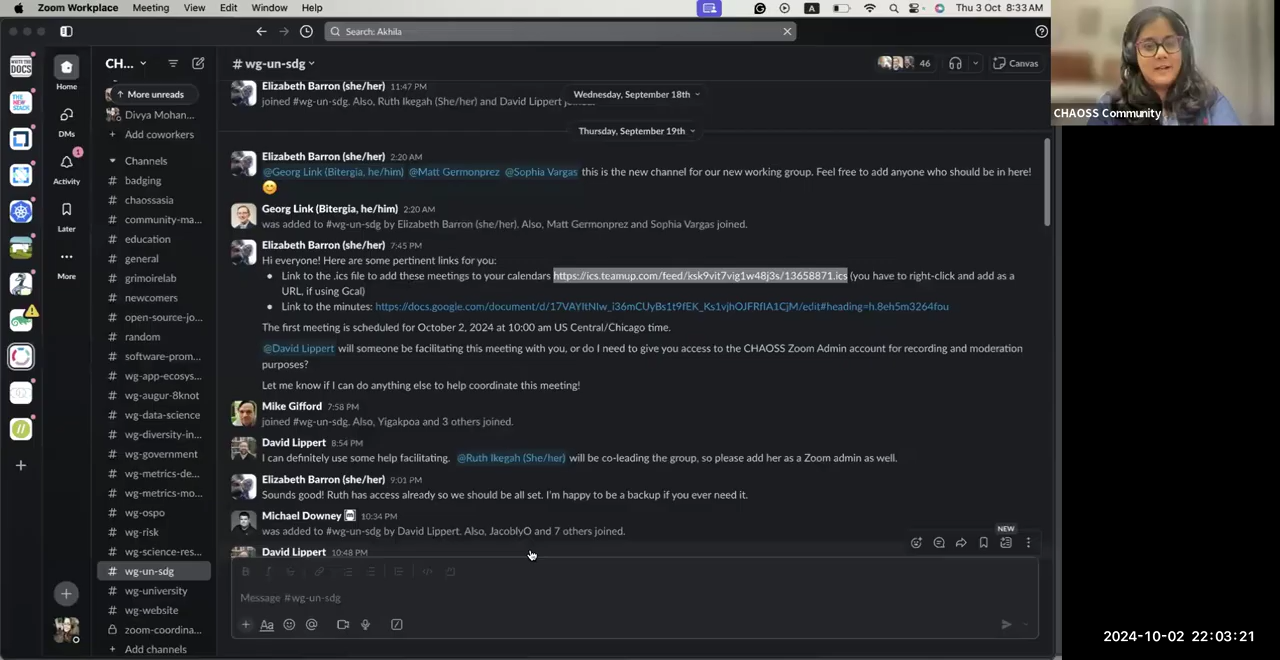 Zoom Workplace Meeting View Edit Window Help
A Thu 3 Oct 8:33 AM
Search: Akhila
WRITE THE DOCS
THE NEW STACK
Home
DMs
1
Activity
Later
More
CH...
More unreads
Divya Mohan...
Add coworkers
Channels
# badging
# chaossasia
# community-ma...
# education
# general
# grimoirelab
# newcomers
# open-source-jo...
# random
# software-prom...
# wg-app-ecosys...
# wg-augur-8knot
# wg-data-science
# wg-diversity-in...
# wg-government
# wg-metrics-de...
# wg-metrics-mo...
# wg-ospo
# wg-risk
# wg-science-res...
# wg-un-sdg
# wg-university
# wg-website
zoom-coordina...
Add channels
# wg-un-sdg
46
Canvas
Elizabeth Barron (she/her) 11:47 PM
joined #wg-un-sdg. Also, Ruth Ikegah (She/her) and David Lippert joined.
Wednesday, September 18th
Thursday, September 19th
Elizabeth Barron (she/her) 2:20 AM
@Georg Link (Bitergia, he/him) @Matt Germonprez @Sophia Vargas this is the new channel for our new working group. Feel free to add anyone who should be in here!
Georg Link (Bitergia, he/him) 2:20 AM
was added to #wg-un-sdg by Elizabeth Barron (she/her). Also, Matt Germonprez and Sophia Vargas joined.
Elizabeth Barron (she/her) 7:45 PM
Hi everyone! Here are some pertinent links for you:
• Link to the .ics file to add these meetings to your calendars https://ics.teamup.com/feed/ksk9vit7vig1w48j3s/13658871.ics (you have to right-click and add as a
URL, if using Gcal)
• Link to the minutes: https://docs.google.com/document/d/17VAYItNIw_i36mCUyBs1t9fEK_Ks1vjhOJFRfIA1CjM/edit#heading=h.8eh5m3264fou
The first meeting is scheduled for October 2, 2024 at 10:00 am US Central/Chicago time.
@David Lippert will someone be facilitating this meeting with you, or do I need to give you access to the CHAOSS Zoom Admin account for recording and moderation
purposes?
Let me know if I can do anything else to help coordinate this meeting!
Mike Gifford 7:58 PM
joined #wg-un-sdg. Also, Yigakpoa and 3 others joined.
David Lippert 8:54 PM
I can definitely use some help facilitating. @Ruth Ikegah (She/her) will be co-leading the group, so please add her as a Zoom admin as well.
Elizabeth Barron (she/her) 9:01 PM
Sounds good! Ruth has access already so we should be all set. I'm happy to be a backup if you ever need it.
Michael Downey 10:34 PM
was added to #wg-un-sdg by David Lippert. Also, JacoblyO and 7 others joined.
NEW
David Lippert 10:48 PM
Message #wg-un-sdg
Aa
CHAOSS Community
2024-10-02 22:03:21